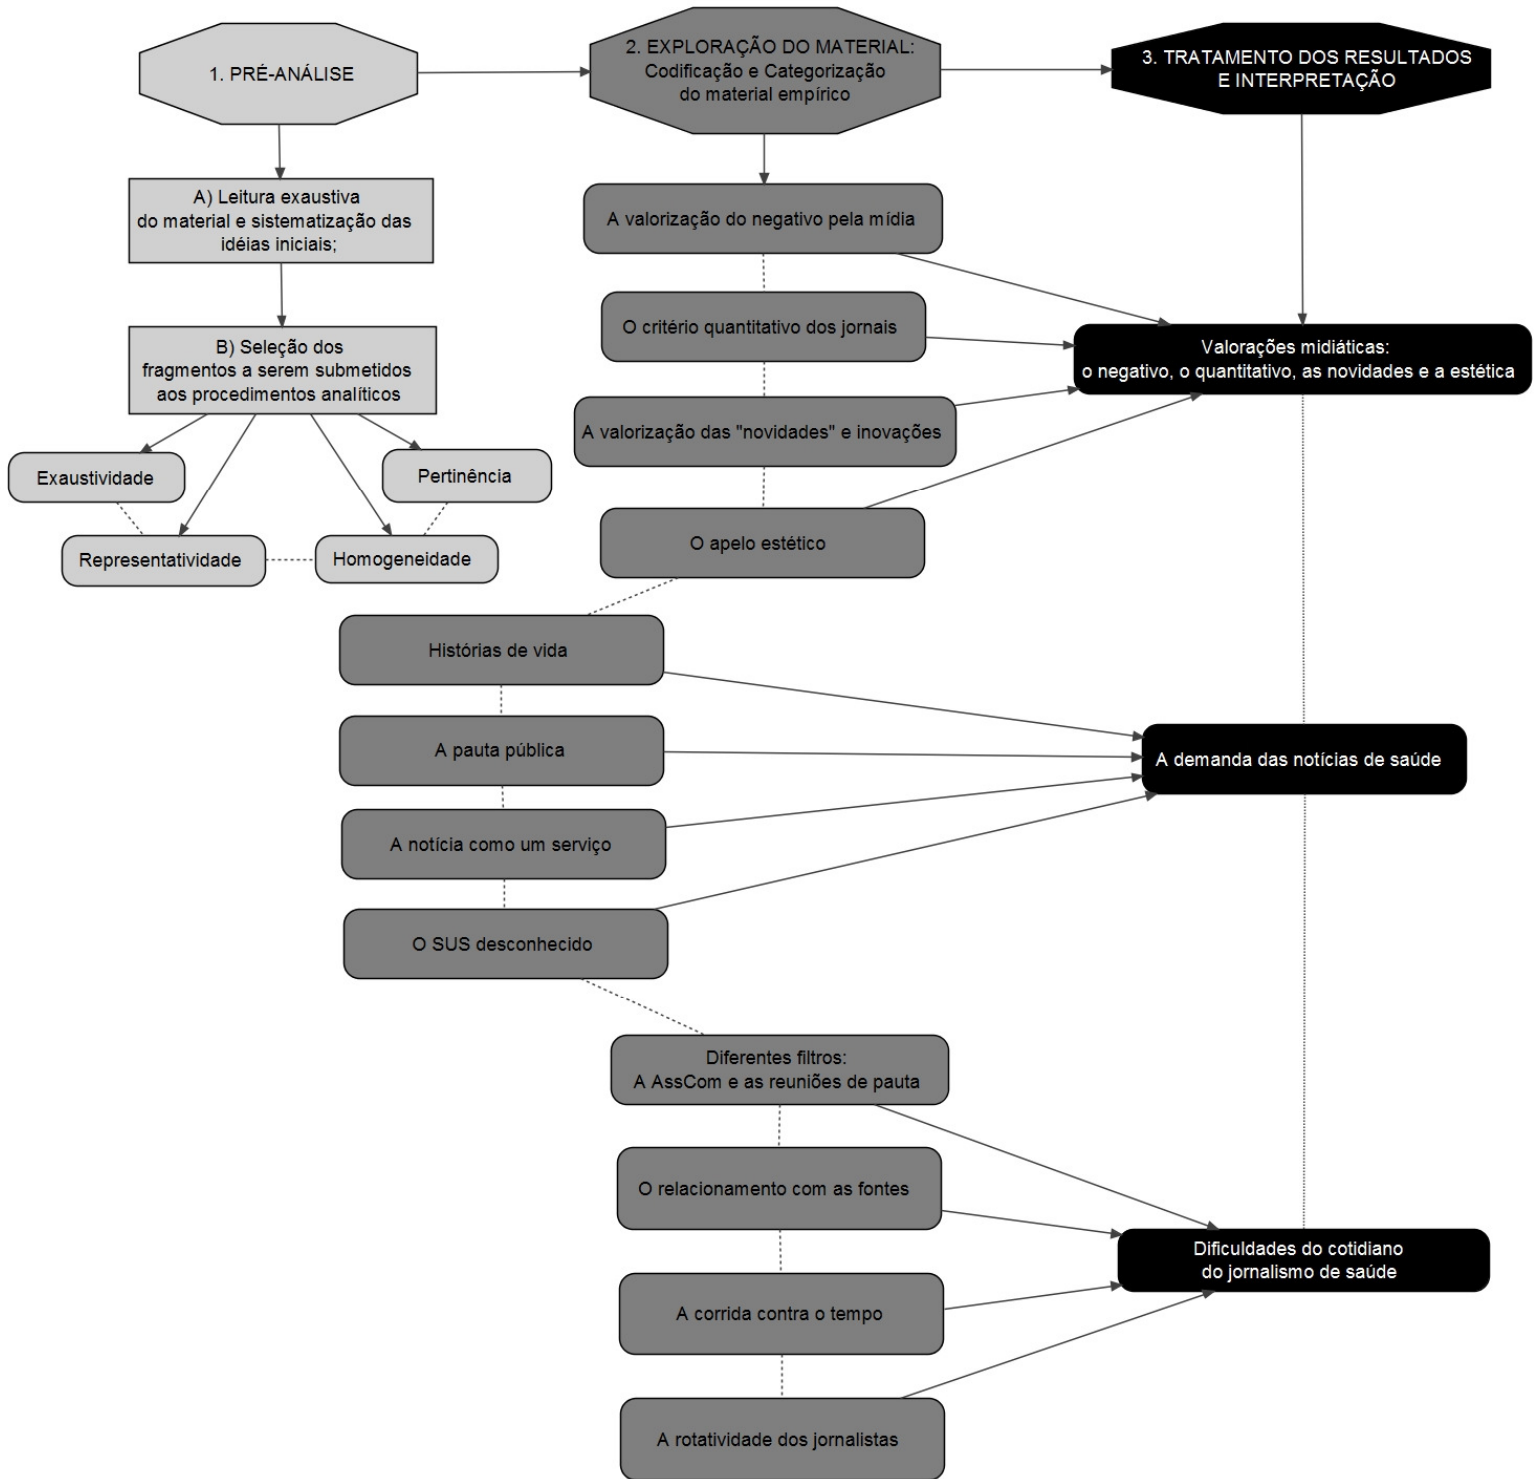 1. PRÉ-ANÁLISE
2. EXPLORAÇÃO DO MATERIAL:
Codificação e Categorização
do material empírico
3. TRATAMENTO DOS RESULTADOS
E INTERPRETAÇÃO
A) Leitura exaustiva
do material e sistematização das
idéias iniciais;
B) Seleção dos
fragmentos a serem submetidos
aos procedimentos analíticos
Exaustividade
Pertinência
Representatividade
Homogeneidade
A valorização do negativo pela mídia
O critério quantitativo dos jornais
A valorização das "novidades" e inovações
O apelo estético
Valorações midiáticas:
o negativo, o quantitativo, as novidades e a estética
Histórias de vida
A pauta pública
A notícia como um serviço
O SUS desconhecido
A demanda das notícias de saúde
Diferentes filtros:
A AssCom e as reuniões de pauta
O relacionamento com as fontes
A corrida contra o tempo
A rotatividade dos jornalistas
Dificuldades do cotidiano
do jornalismo de saúde